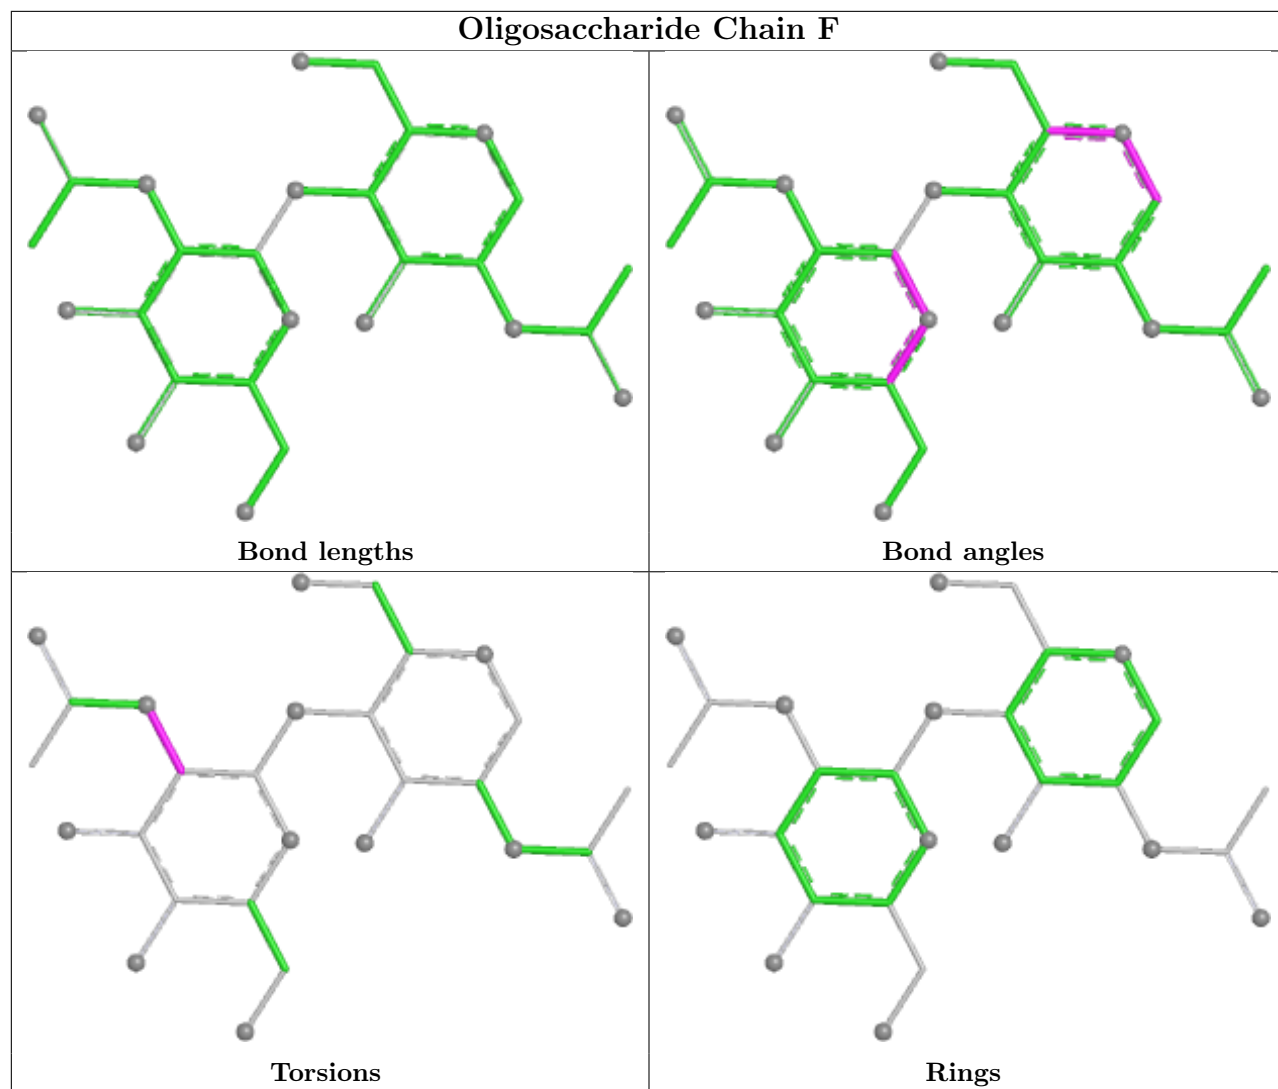 Oligosaccharide Chain F
Bond lengths
Bond angles
Torsions
Rings